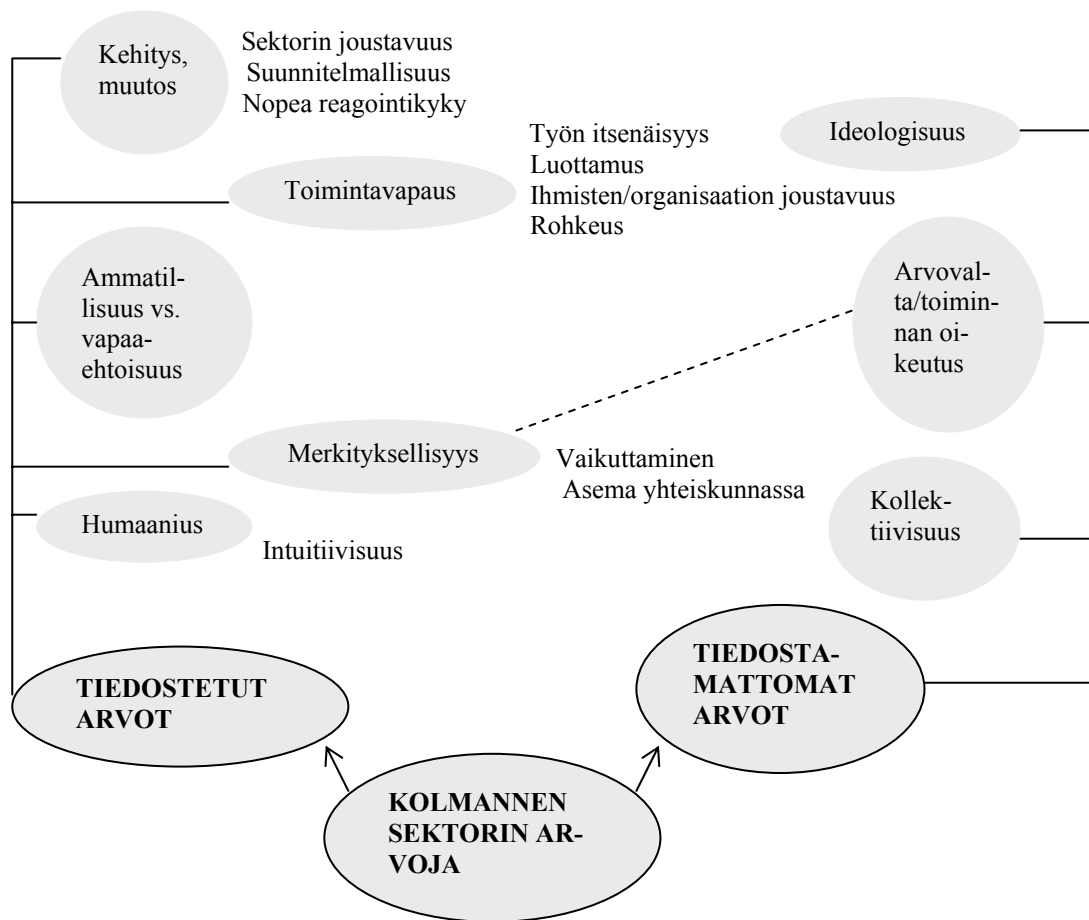 Kehitys,
muutos
Sektorin joustavuus
Suunnitelmallisuus
Nopea reagointikyky
Toimintavapaus
Työn itsenäisyys
Luottamus
Ihmisten/organisaation joustavuus
Rohkeus
Ideologisuus
Ammatil-
lisuus vs.
vapaa-
ehtoisuus
Arvoval-
ta/toimin-
nan oi-
keutus
Merkityksellisyys
Vaikuttaminen
Asema yhteiskunnassa
Humaanius
Intuitiivisuus
Kollek-
tiivisuus
TIEDOSTETUT
ARVOT
TIEDOSTA-
MATTOMAT
ARVOT
KOLMANNEN
SEKTORIN AR-
VOJA